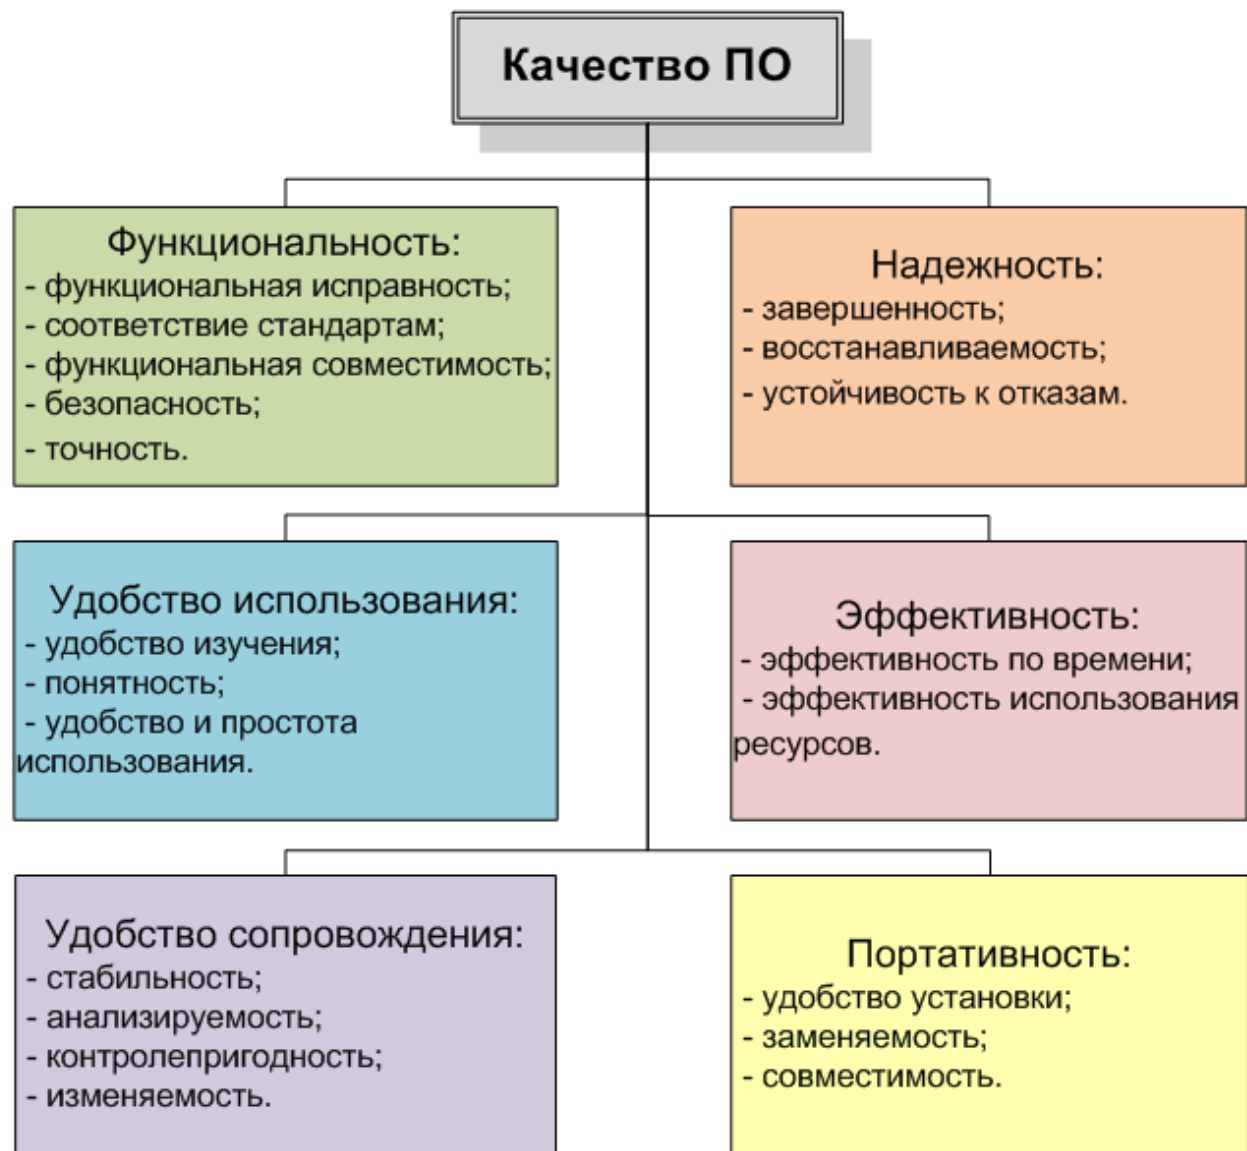 Качество ПО
Функциональность:
- функциональная исправность;
- соответствие стандартам;
- функциональная совместимость;
- безопасность;
- точность.
Надежность:
- завершенность;
- восстанавливаемость;
- устойчивость к отказам.
Удобство использования:
- удобство изучения;
- понятность;
- удобство и простота
использования.
Эффективность:
- эффективность по времени;
- эффективность использования
ресурсов.
Удобство сопровождения:
- стабильность;
- анализируемость;
- контролепригодность;
- изменяемость.
Портативность:
- удобство установки;
- заменяемость;
- совместимость.